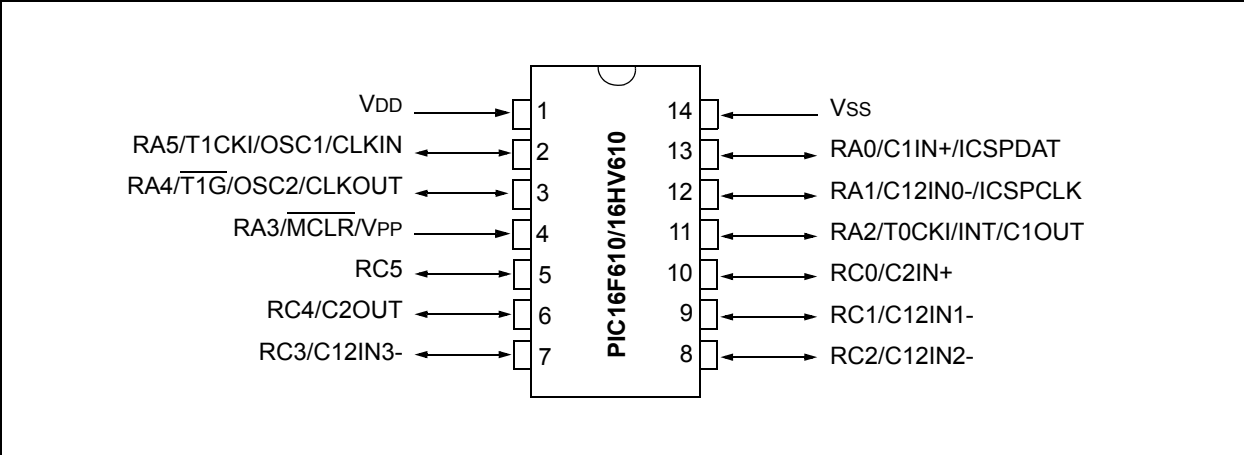 VDD
1
14
VSS
RA5/T1CKI/OSC1/CLKIN
2
13
RA0/C1IN+/ICSPDAT
RA4/T1G/OSC2/CLKOUT
3
12
RA1/C12IN0-/ICSPCLK
RA3/MCLR/VPP
4
11
RA2/T0CKI/INT/C1OUT
RC5
5
10
RC0/C2IN+
RC4/C2OUT
6
9
RC1/C12IN1-
RC3/C12IN3-
7
8
RC2/C12IN2-
PIC16F610/16HV610